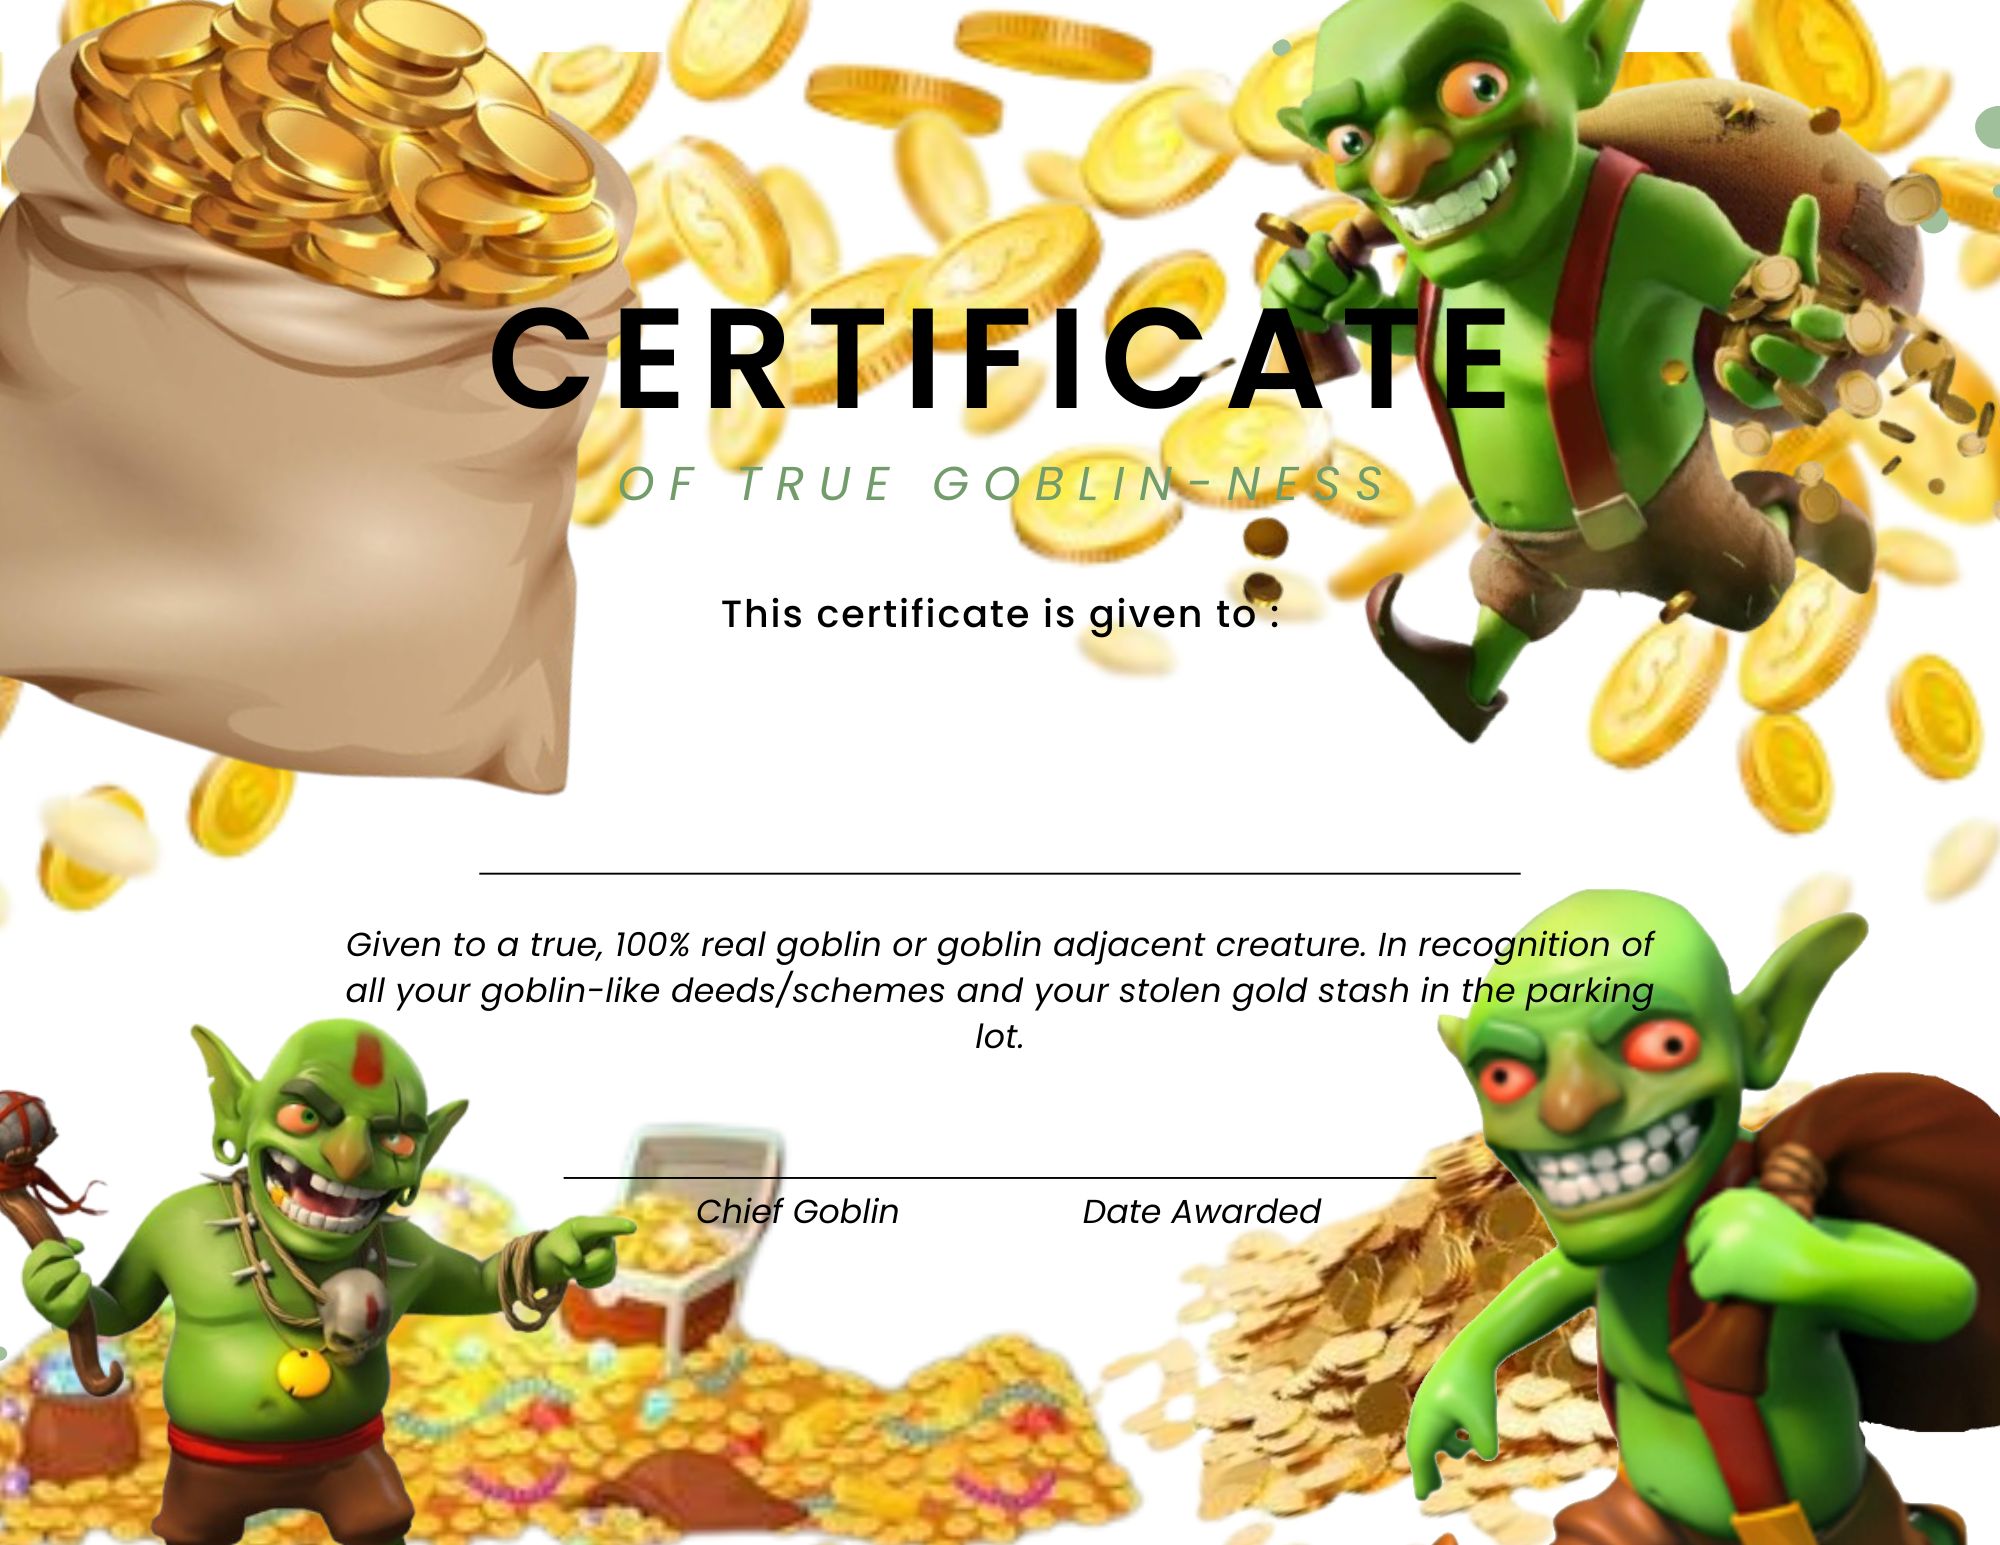 CERTIFICATE
OF TRUE GOBLIN-NESS
This certificate is given to :
Given to a true, 100% real goblin or goblin adjacent creature. In recognition of
all your goblin-like deeds/schemes and your stolen gold stash in the parking
lot.
Chief Goblin Date Awarded